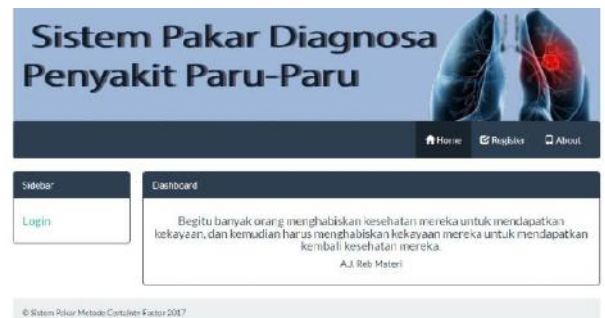 Sistem Pakar Diagnosa
Penyakit Paru-Paru
Home Register About
Sidebar
Login
Dashboard
Begitu banyak orang menghabiskan kesehatan mereka untuk mendapatkan
kekayaan, dan kemudian harus menghabiskan kekayaan mereka untuk mendapatkan
kembali kesehatan mereka.
A.J. Reb Materi
© Sistem Pakar Metode Certainty Factor 2017